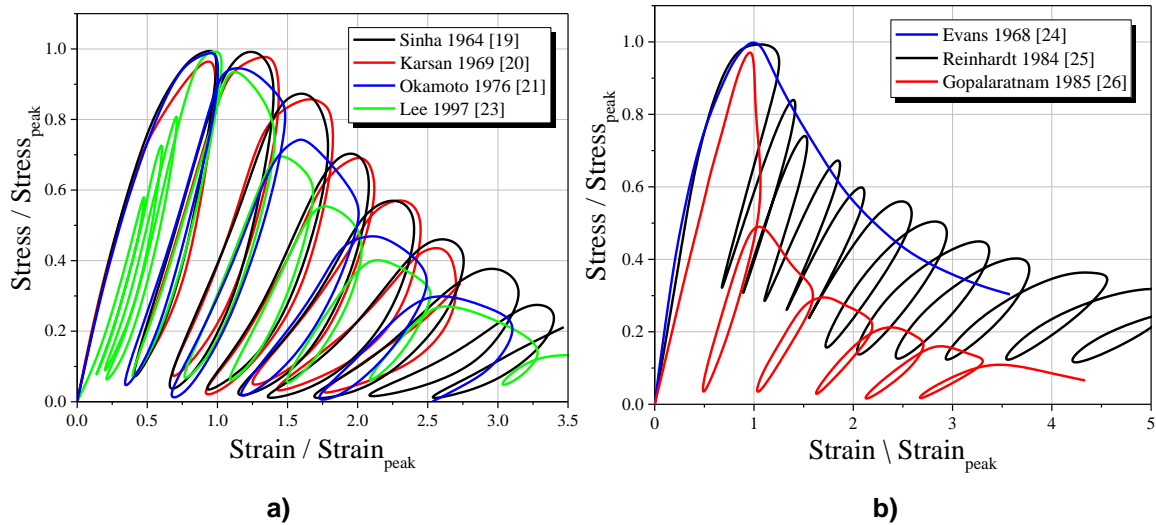 Stress / Stress_peak
1.0
0.8
0.6
0.4
0.2
0.0
0.0 0.5 1.0 1.5 2.0 2.5 3.0 3.5
Strain / Strain_peak
Sinha 1964 [19]
Karsan 1969 [20]
Okamoto 1976 [21]
Lee 1997 [23]
a)
Stress / Stress_peak
1.0
0.8
0.6
0.4
0.2
0.0
0 1 2 3 4 5
Strain \ Strain_peak
Evans 1968 [24]
Reinhardt 1984 [25]
Gopalaratnam 1985 [26]
b)